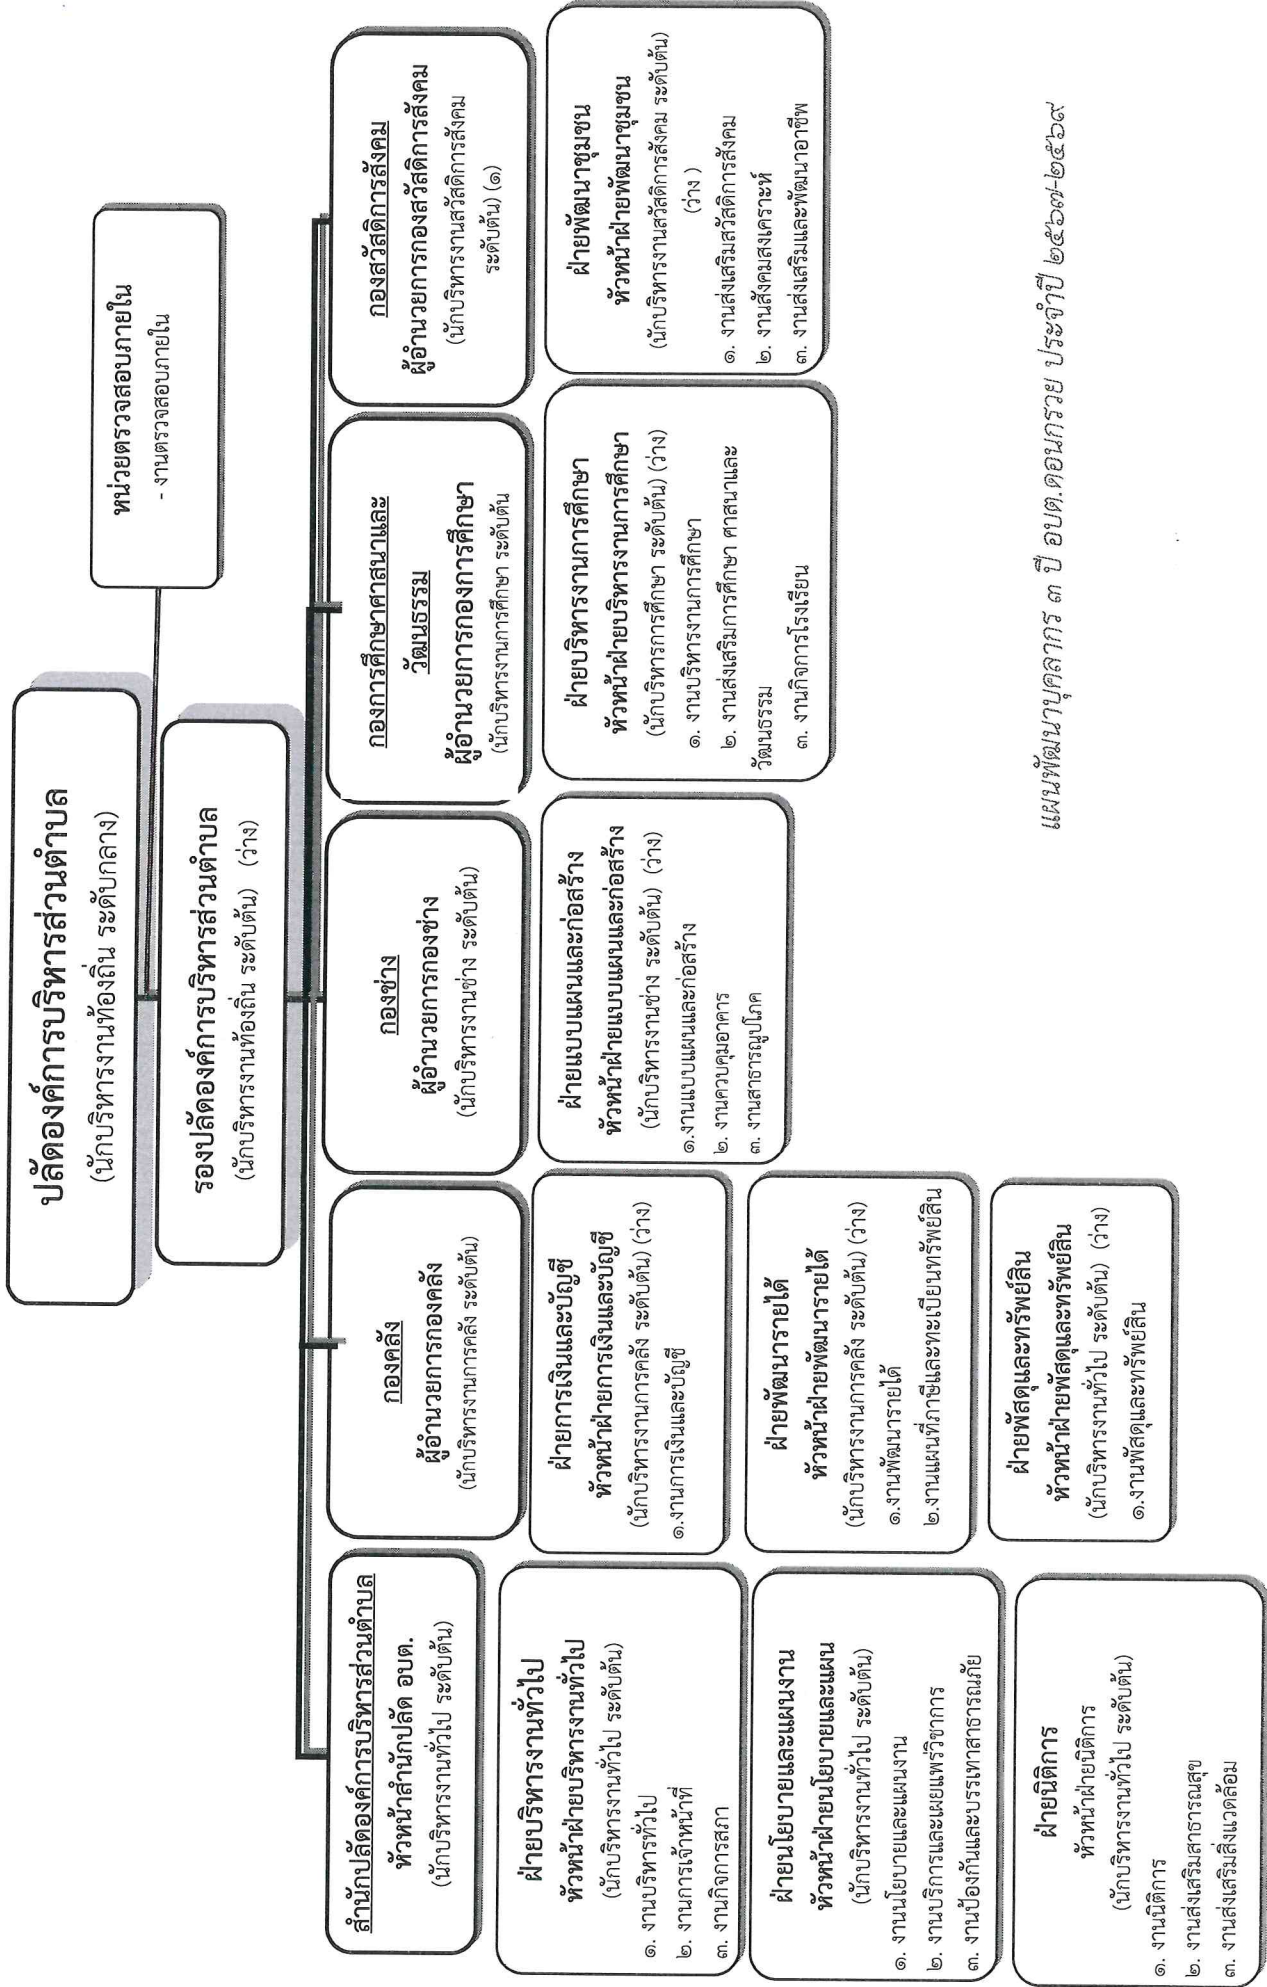 ปลัดองค์การบริหารส่วนตำบล
(นักบริหารงานท้องถิ่น ระดับกลาง)
หน่วยตรวจสอบภายใน
- งานตรวจสอบภายใน
รองปลัดองค์การบริหารส่วนตำบล
(นักบริหารงานท้องถิ่น ระดับต้น) (ว่าง)
สำนักปลัดองค์การบริหารส่วนตำบล
หัวหน้าสำนักปลัด อบต.
(นักบริหารงานทั่วไป ระดับต้น)
กองคลัง
ผู้อำนวยการกองคลัง
(นักบริหารงานการคลัง ระดับต้น)
กองช่าง
ผู้อำนวยการกองช่าง
(นักบริหารงานช่าง ระดับต้น)
กองการศึกษาศาสนาและ
วัฒนธรรม
ผู้อำนวยการกองการศึกษา
(นักบริหารงานการศึกษา ระดับต้น
กองสวัสดิการสังคม
ผู้อำนวยการกองสวัสดิการสังคม
(นักบริหารงานสวัสดิการสังคม
ระดับต้น) (๑)
ฝ่ายบริหารงานทั่วไป
หัวหน้าฝ่ายบริหารงานทั่วไป
(นักบริหารงานทั่วไป ระดับต้น)
๑. งานบริหารทั่วไป
๒. งานการเจ้าหน้าที่
๓. งานกิจการสภา
ฝ่ายการเงินและบัญชี
หัวหน้าฝ่ายการเงินและบัญชี
(นักบริหารงานการคลัง ระดับต้น) (ว่าง)
๑.งานการเงินและบัญชี
ฝ่ายแบบแผนและก่อสร้าง
หัวหน้าฝ่ายแบบแผนและก่อสร้าง
(นักบริหารงานช่าง ระดับต้น) (ว่าง)
๑.งานแบบแผนและก่อสร้าง
๒. งานควบคุมอาคาร
๓. งานสาธารณูปโภค
ฝ่ายบริหารงานการศึกษา
หัวหน้าฝ่ายบริหารงานการศึกษา
(นักบริหารการศึกษา ระดับต้น) (ว่าง)
๑. งานบริหารงานการศึกษา
๒. งานส่งเสริมการศึกษา ศาสนาและ
วัฒนธรรม
๓. งานกิจการโรงเรียน
ฝ่ายพัฒนาชุมชน
หัวหน้าฝ่ายพัฒนาชุมชน
(นักบริหารงานสวัสดิการสังคม ระดับต้น)
(ว่าง )
๑. งานส่งเสริมสวัสดิการสังคม
๒. งานสังคมสงเคราะห์
๓. งานส่งเสริมและพัฒนาอาชีพ
ฝ่ายนโยบายและแผนงาน
หัวหน้าฝ่ายนโยบายและแผน
(นักบริหารงานทั่วไป ระดับต้น)
๑. งานนโยบายและแผนงาน
๒. งานบริการและเผยแพร่วิชาการ
๓. งานป้องกันและบรรเทาสาธารณภัย
ฝ่ายพัฒนารายได้
หัวหน้าฝ่ายพัฒนารายได้
(นักบริหารงานการคลัง ระดับต้น) (ว่าง)
๑.งานพัฒนารายได้
๒.งานแผนที่ภาษีและทะเบียนทรัพย์สิน
ฝ่ายนิติการ
หัวหน้าฝ่ายนิติการ
(นักบริหารงานทั่วไป ระดับต้น)
๑. งานนิติการ
๒. งานส่งเสริมสาธารณสุข
๓. งานส่งเสริมสิ่งแวดล้อม
ฝ่ายพัสดุและทรัพย์สิน
หัวหน้าฝ่ายพัสดุและทรัพย์สิน
(นักบริหารงานทั่วไป ระดับต้น) (ว่าง)
๑.งานพัสดุและทรัพย์สิน
แผนพัฒนาบุคลากร ๓ ปี อบต.ดอนกรวย ประจำปี ๒๕๖๗-๒๕๖๙